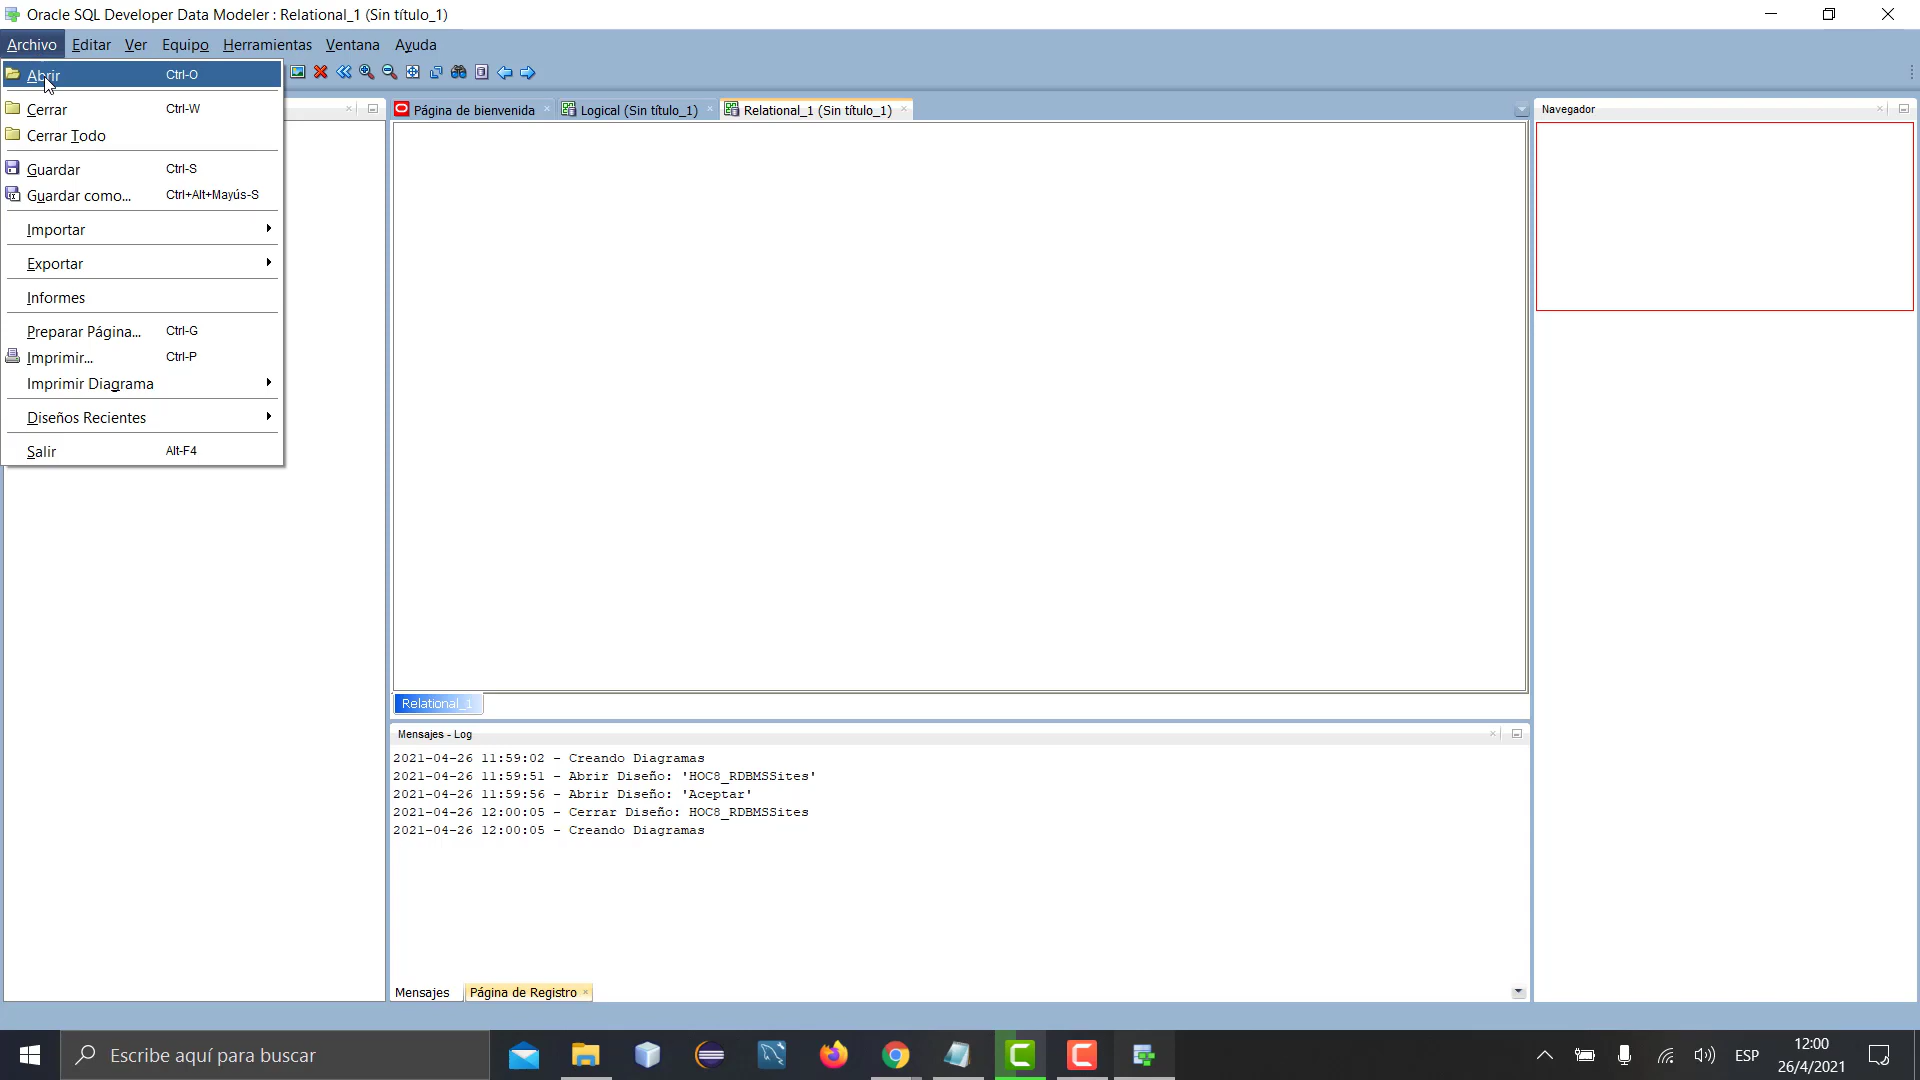 Oracle SQL Developer Data Modeler : Relational_1 (Sin título_1)
Archivo Editar Ver Equipo Herramientas Ventana Ayuda
Abrir Ctrl-O
Cerrar Ctrl-W
Cerrar Todo
Guardar Ctrl-S
Guardar como... Ctrl+Alt+Mayús-S
Importar
Exportar
Informes
Preparar Página... Ctrl-G
Imprimir... Ctrl-P
Imprimir Diagrama
Diseños Recientes
Salir Alt-F4
Página de bienvenida Logical (Sin título_1) Relational_1 (Sin título_1)
Navegador
Relational_1
Mensajes - Log
2021-04-26 11:59:02 - Creando Diagramas
2021-04-26 11:59:51 - Abrir Diseño: 'HOC8_RDBMSSites'
2021-04-26 11:59:56 - Abrir Diseño: 'Aceptar'
2021-04-26 12:00:05 - Cerrar Diseño: HOC8_RDBMSSites
2021-04-26 12:00:05 - Creando Diagramas
Mensajes Página de Registro
Escribe aquí para buscar
ESP
12:00
26/4/2021